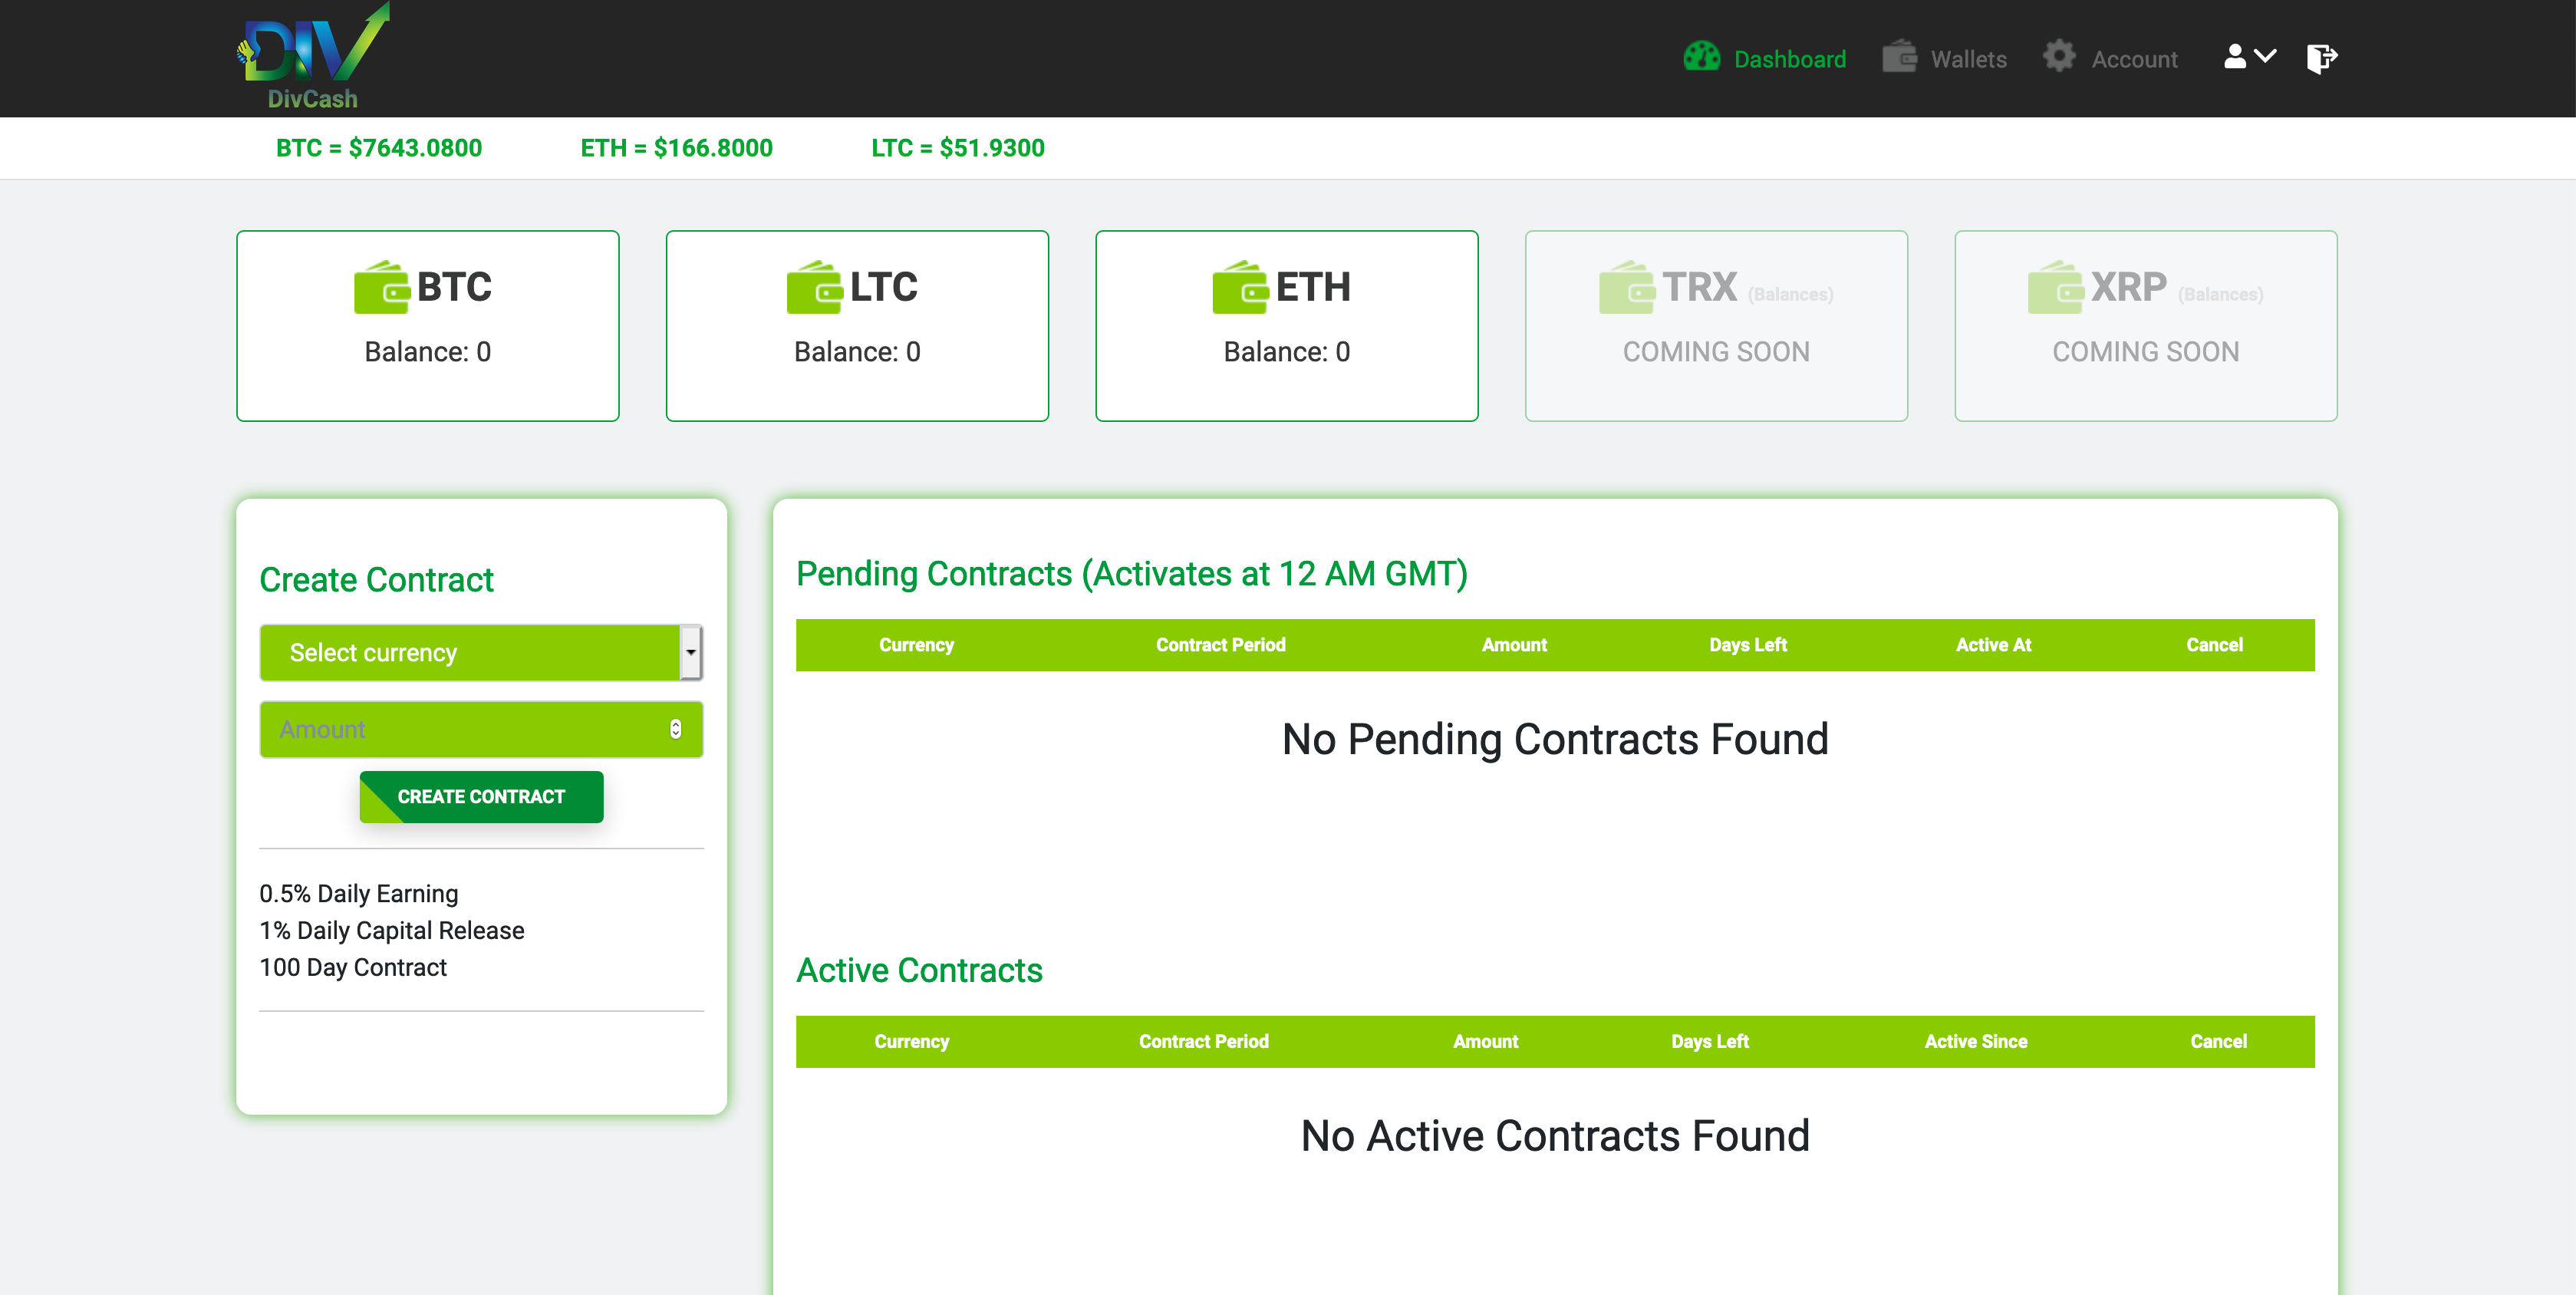 DIV
DivCash
Dashboard Wallets Account
BTC = $7643.0800 ETH = $166.8000 LTC = $51.9300
BTC
Balance: 0
LTC
Balance: 0
ETH
Balance: 0
TRX (Balances)
COMING SOON
XRP (Balances)
COMING SOON
Create Contract
Select currency
Amount
CREATE CONTRACT
0.5% Daily Earning
1% Daily Capital Release
100 Day Contract
Pending Contracts (Activates at 12 AM GMT)
Currency Contract Period Amount Days Left Active At Cancel
No Pending Contracts Found
Active Contracts
Currency Contract Period Amount Days Left Active Since Cancel
No Active Contracts Found